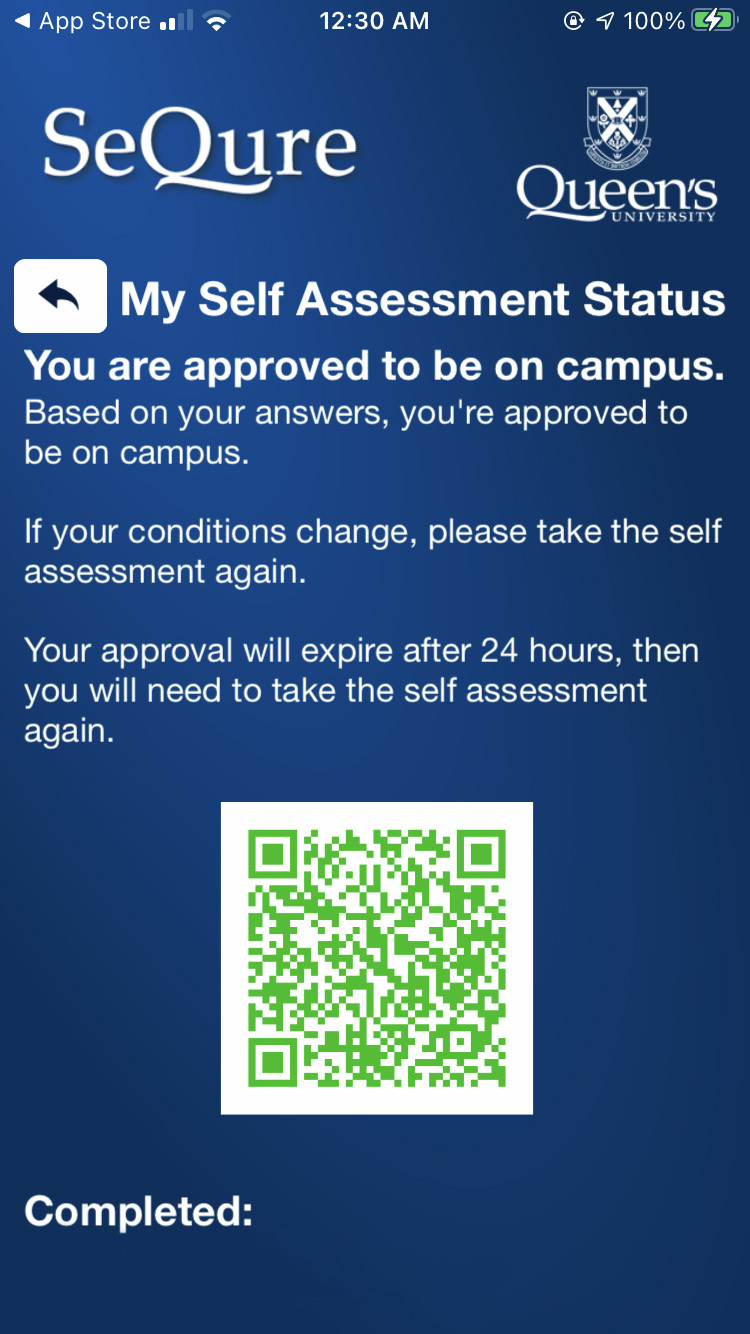 App Store 12:30 AM 100%
SeQure
Queen's
UNIVERSITY
My Self Assessment Status
You are approved to be on campus.
Based on your answers, you're approved to
be on campus.
If your conditions change, please take the self
assessment again.
Your approval will expire after 24 hours, then
you will need to take the self assessment
again.
Completed: